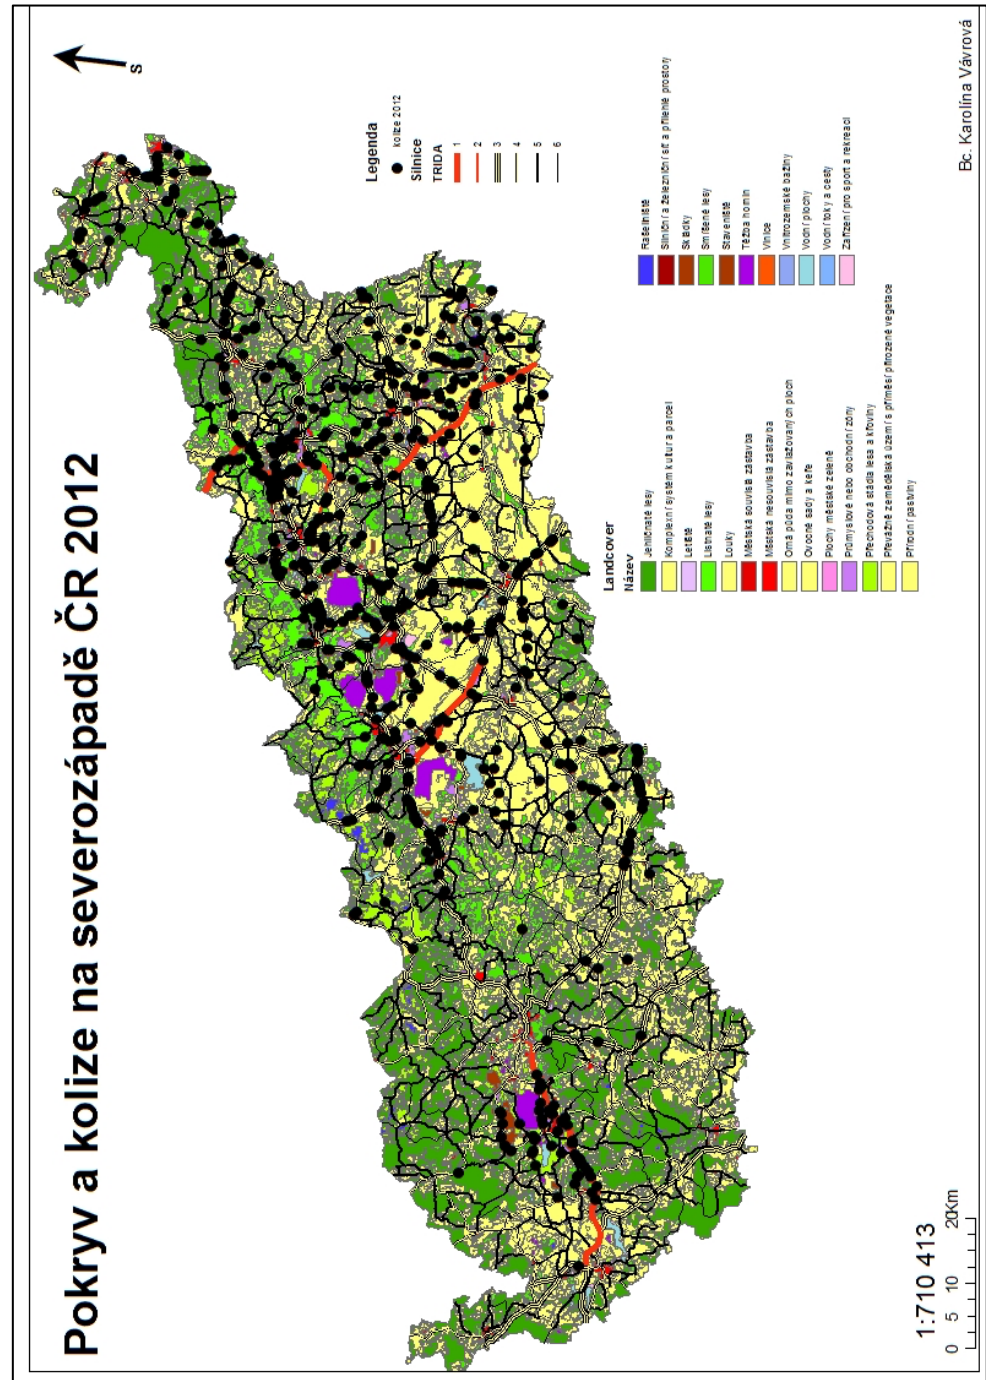 Pokryv a kolize na severozápadě ČR 2012
S
Legenda
kolize 2012
Silnice
TRIDA
1
2
3
4
5
6
Landcover
Název
Jehličnaté lesy
Komplexní systém kultur a parcel
Letiště
Listnaté lesy
Louky
Městská souvislá zástavba
Městská nesouvislá zástavba
Orná půda mimo zavlažovaných ploch
Ovocné sady a keře
Plochy městské zeleně
Průmyslové nebo obchodní zóny
Přechodová stádia lesa a křoviny
Převážně zemědělská území s příměsí přirozené vegetace
Přírodní pastviny
Rašeliniště
Silniční a železniční síť a přilehlé prostory
Skládky
Smíšené lesy
Staveniště
Těžba hornin
Vinice
Vnitrozemské bažiny
Vodní plochy
Vodní toky a cesty
Zařízení pro sport a rekreaci
1:710 413
0 5 10 20Km
Bc. Karolína Vávrová